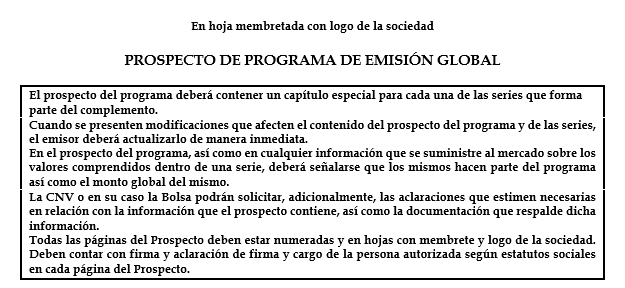 En hoja membretada con logo de la sociedad
PROSPECTO DE PROGRAMA DE EMISIÓN GLOBAL
El prospecto del programa deberá contener un capítulo especial para cada una de las series que forma
parte del complemento.
Cuando se presenten modificaciones que afecten el contenido del prospecto del programa y de las series,
el emisor deberá actualizarlo de manera inmediata.
En el prospecto del programa, así como en cualquier información que se suministre al mercado sobre los
valores comprendidos dentro de una serie, deberá señalarse que los mismos hacen parte del programa
así como el monto global del mismo.
La CNV o en su caso la Bolsa podrán solicitar, adicionalmente, las aclaraciones que estimen necesarias
en relación con la información que el prospecto contiene, así como la documentación que respalde dicha
información.
Todas las páginas del Prospecto deben estar numeradas y en hojas con membrete y logo de la sociedad.
Deben contar con firma y aclaración de firma y cargo de la persona autorizada según estatutos sociales
en cada página del Prospecto.